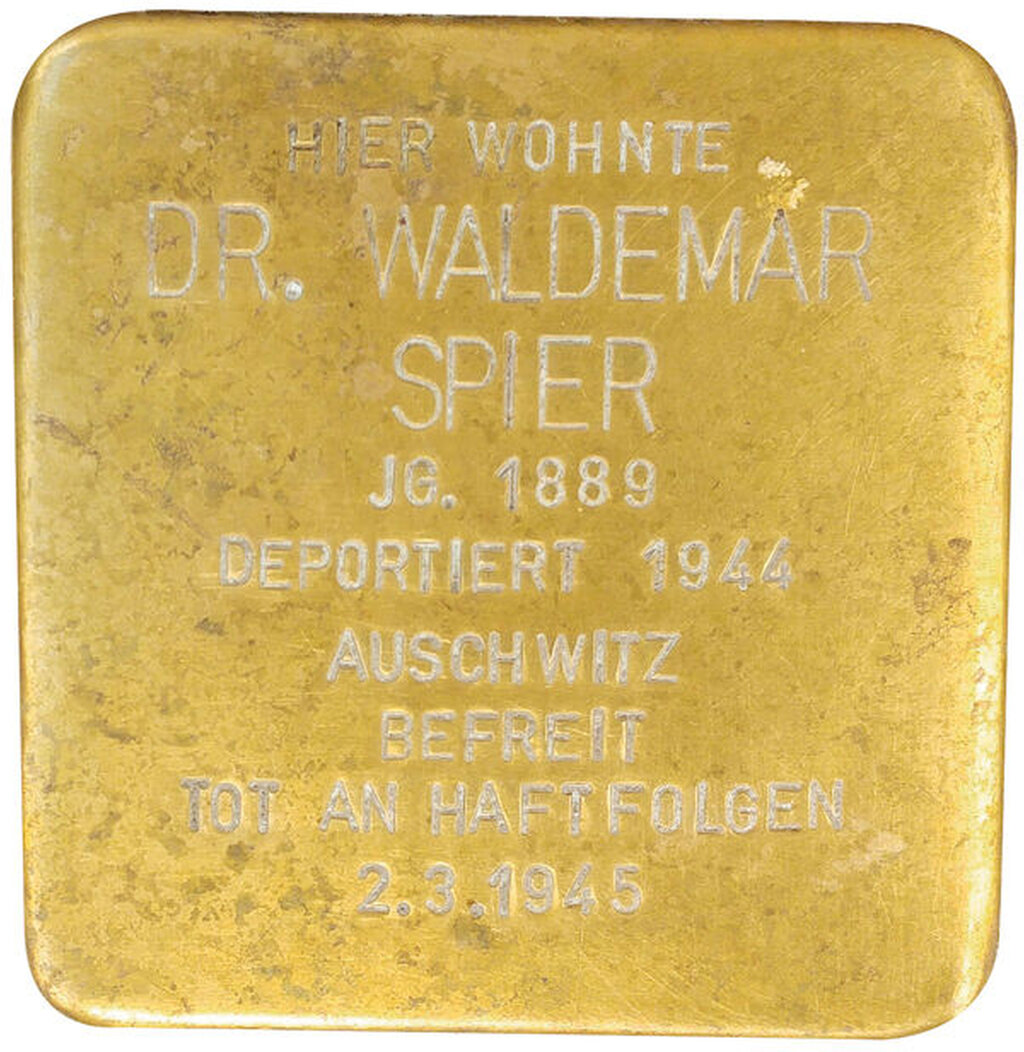 HIER WOHNTE
DR. WALDEMAR
SPIER
JG. 1889
DEPORTIERT 1944
AUSCHWITZ
BEFREIT
TOT AN HAFTFOLGEN
2.3.1945